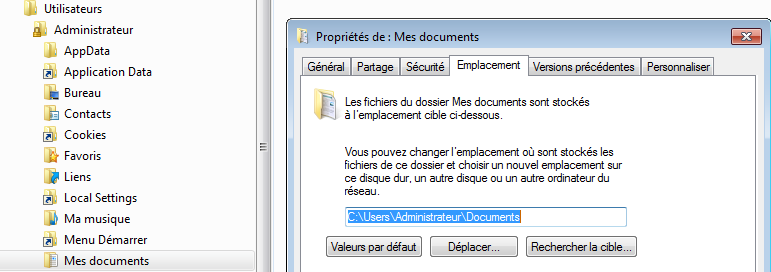 Utilisateurs
Administrateur
AppData
Application Data
Bureau
Contacts
Cookies
Favoris
Liens
Local Settings
Ma musique
Menu Démarrer
Mes documents
Propriétés de : Mes documents
Général Partage Sécurité Emplacement Versions précédentes Personnaliser
Les fichiers du dossier Mes documents sont stockés
à l'emplacement cible ci-dessous.
Vous pouvez changer l'emplacement où sont stockés les
fichiers de ce dossier et choisir un nouvel emplacement sur
ce disque dur, un autre disque ou un autre ordinateur du
réseau.
C:\Users\Administrateur\Documents
Valeurs par défaut Déplacer... Rechercher la cible...